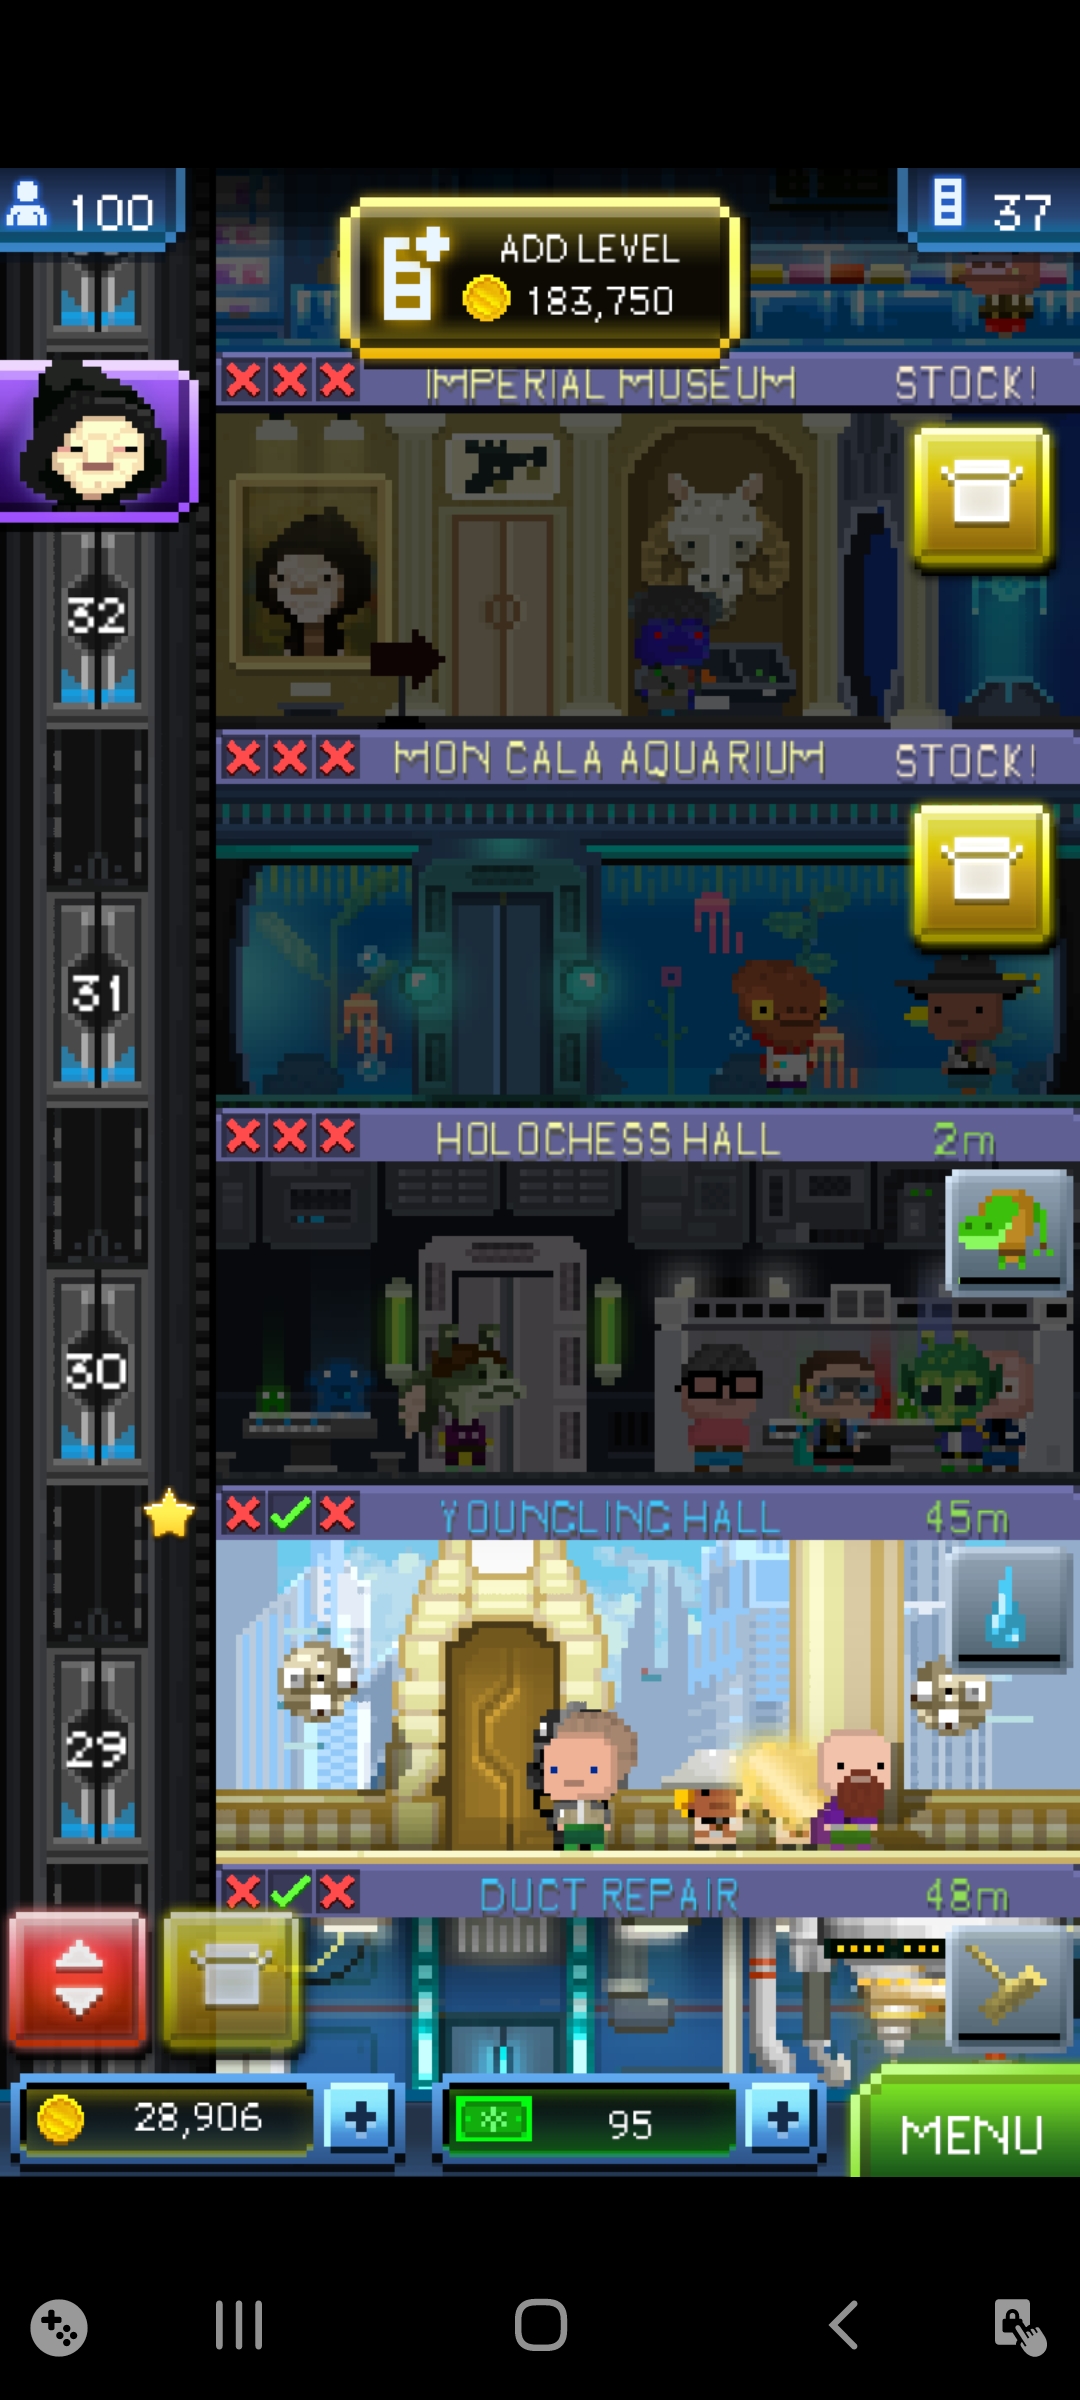 100
ADD LEVEL
183,750
37
IMPERIAL MUSEUM STOCK!
32
MON CALA AQUARIUM STOCK!
31
HOLOCHESS HALL 2m
30
YOUNGLING HALL 45m
29
DUCT REPAIR 48m
28,906
95
MENU